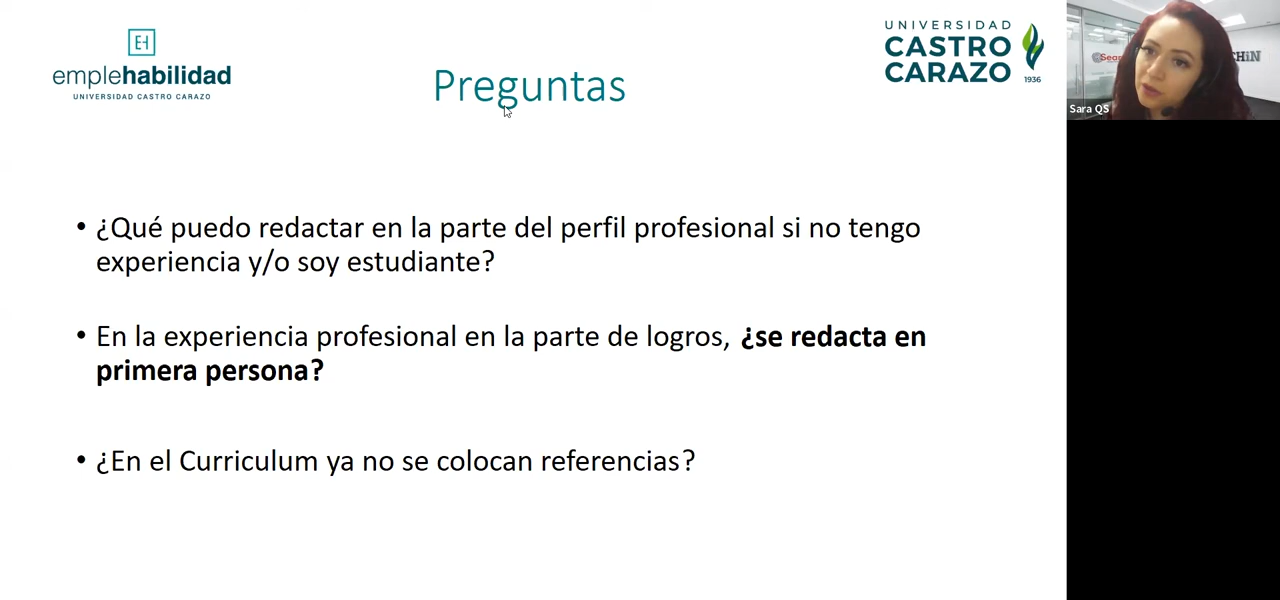 EH
emplehabilidad
UNIVERSIDAD CASTRO CARAZO
Preguntas
UNIVERSIDAD
CASTRO
CARAZO
1936
Sara QS
• ¿Qué puedo redactar en la parte del perfil profesional si no tengo
experiencia y/o soy estudiante?
• En la experiencia profesional en la parte de logros, ¿se redacta en
primera persona?
• ¿En el Curriculum ya no se colocan referencias?